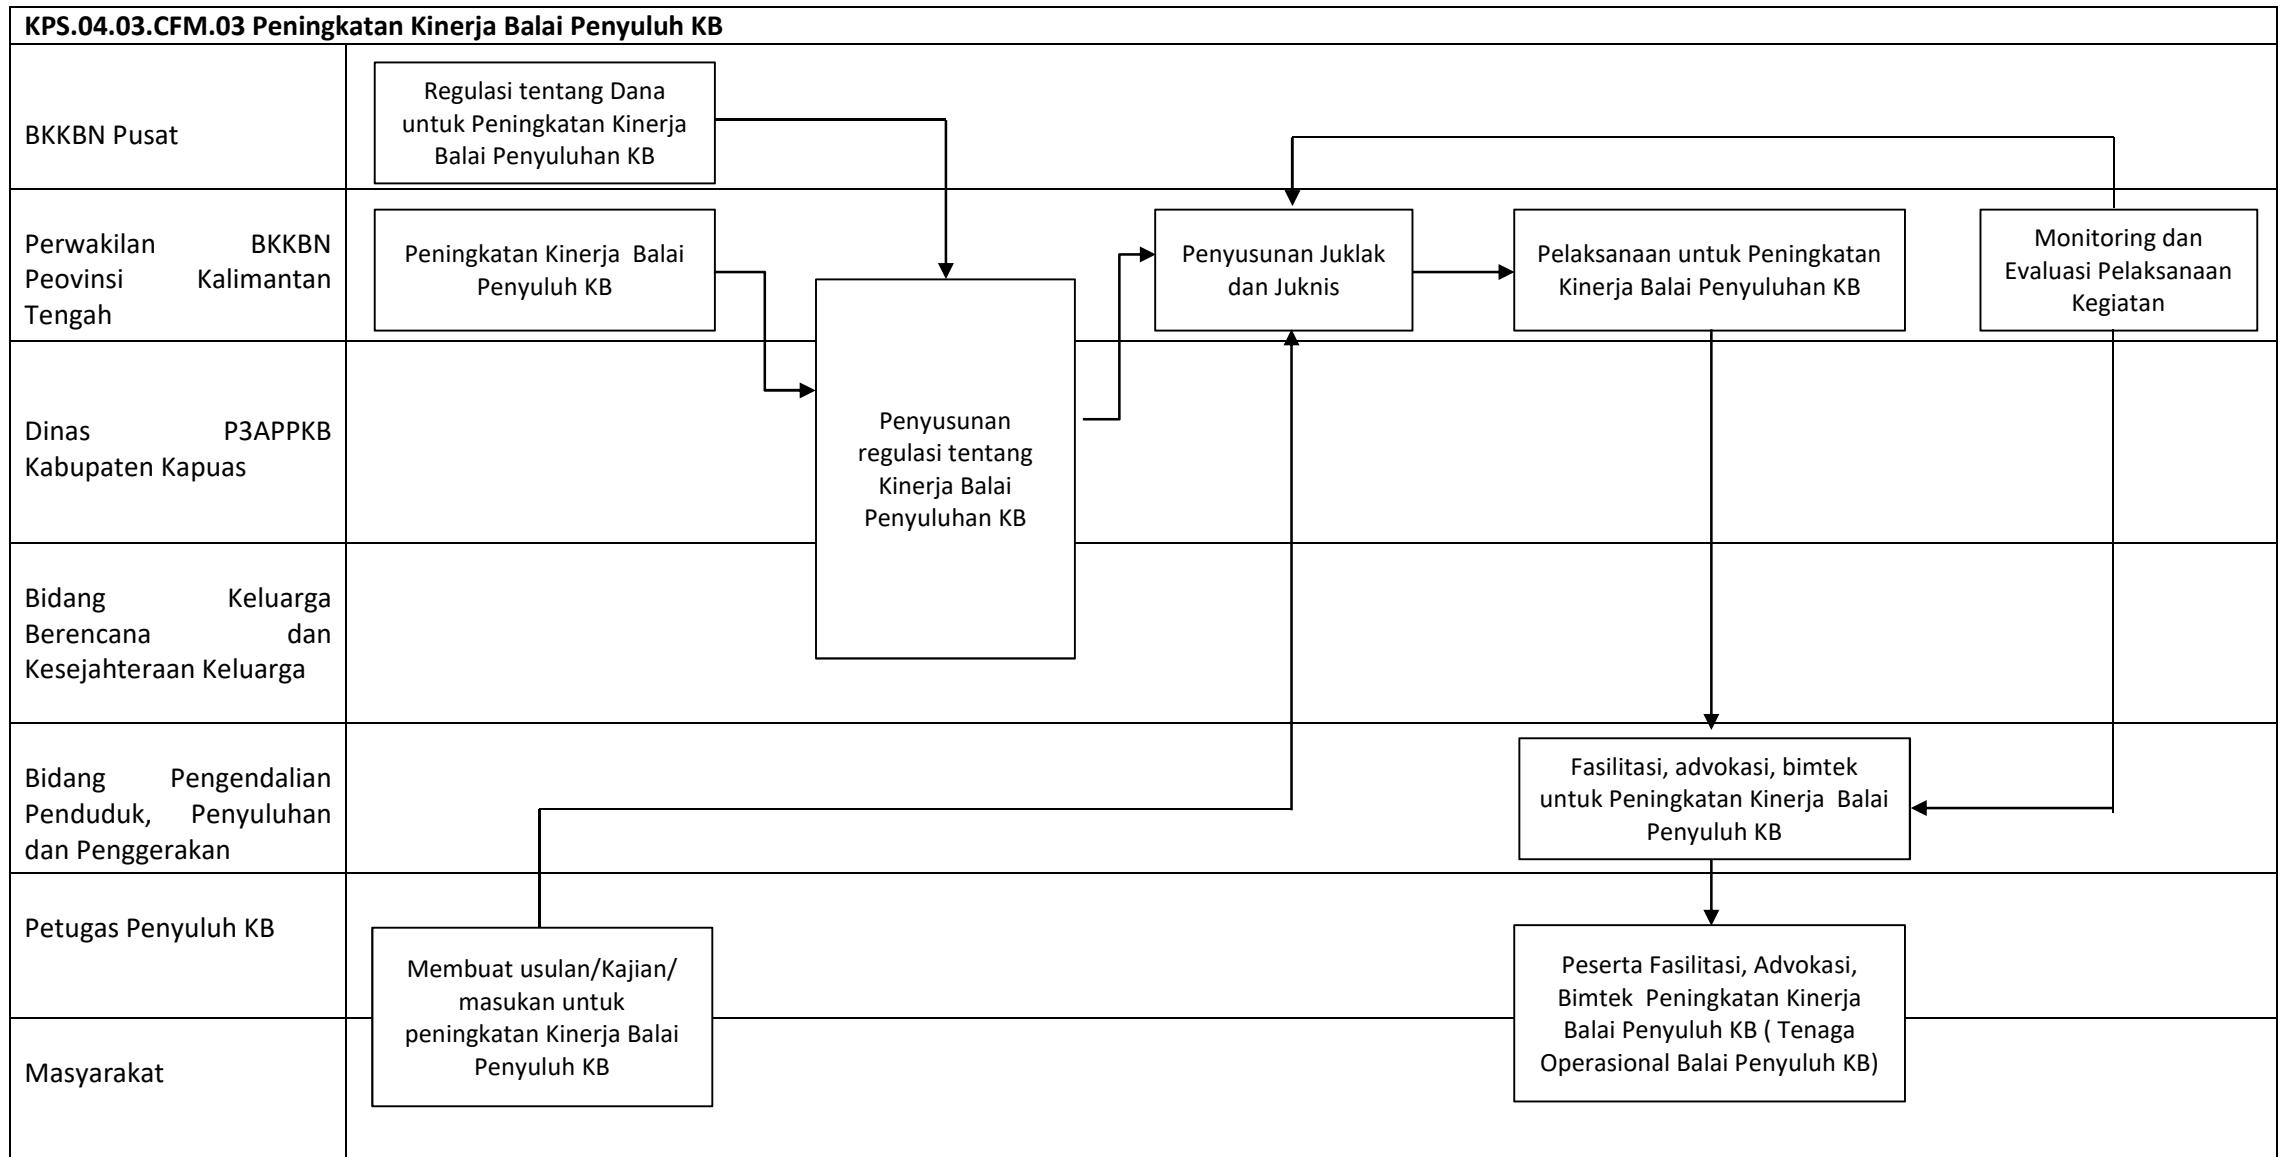 KPS.04.03.CFM.03 Peningkatan Kinerja Balai Penyuluh KB
BKKBN Pusat
Regulasi tentang Dana
untuk Peningkatan Kinerja
Balai Penyuluhan KB
Perwakilan BKKBN
Peovinsi Kalimantan
Tengah
Peningkatan Kinerja Balai
Penyuluh KB
Penyusunan Juklak
dan Juknis
Pelaksanaan untuk Peningkatan
Kinerja Balai Penyuluhan KB
Monitoring dan
Evaluasi Pelaksanaan
Kegiatan
Dinas P3APPKB
Kabupaten Kapuas
Penyusunan
regulasi tentang
Kinerja Balai
Penyuluhan KB
Bidang Keluarga
Berencana dan
Kesejahteraan Keluarga
Bidang Pengendalian
Penduduk, Penyuluhan
dan Penggerakan
Fasilitasi, advokasi, bimtek
untuk Peningkatan Kinerja Balai
Penyuluh KB
Petugas Penyuluh KB
Membuat usulan/Kajian/
masukan untuk
peningkatan Kinerja Balai
Penyuluh KB
Peserta Fasilitasi, Advokasi,
Bimtek Peningkatan Kinerja
Balai Penyuluh KB ( Tenaga
Operasional Balai Penyuluh KB)
Masyarakat